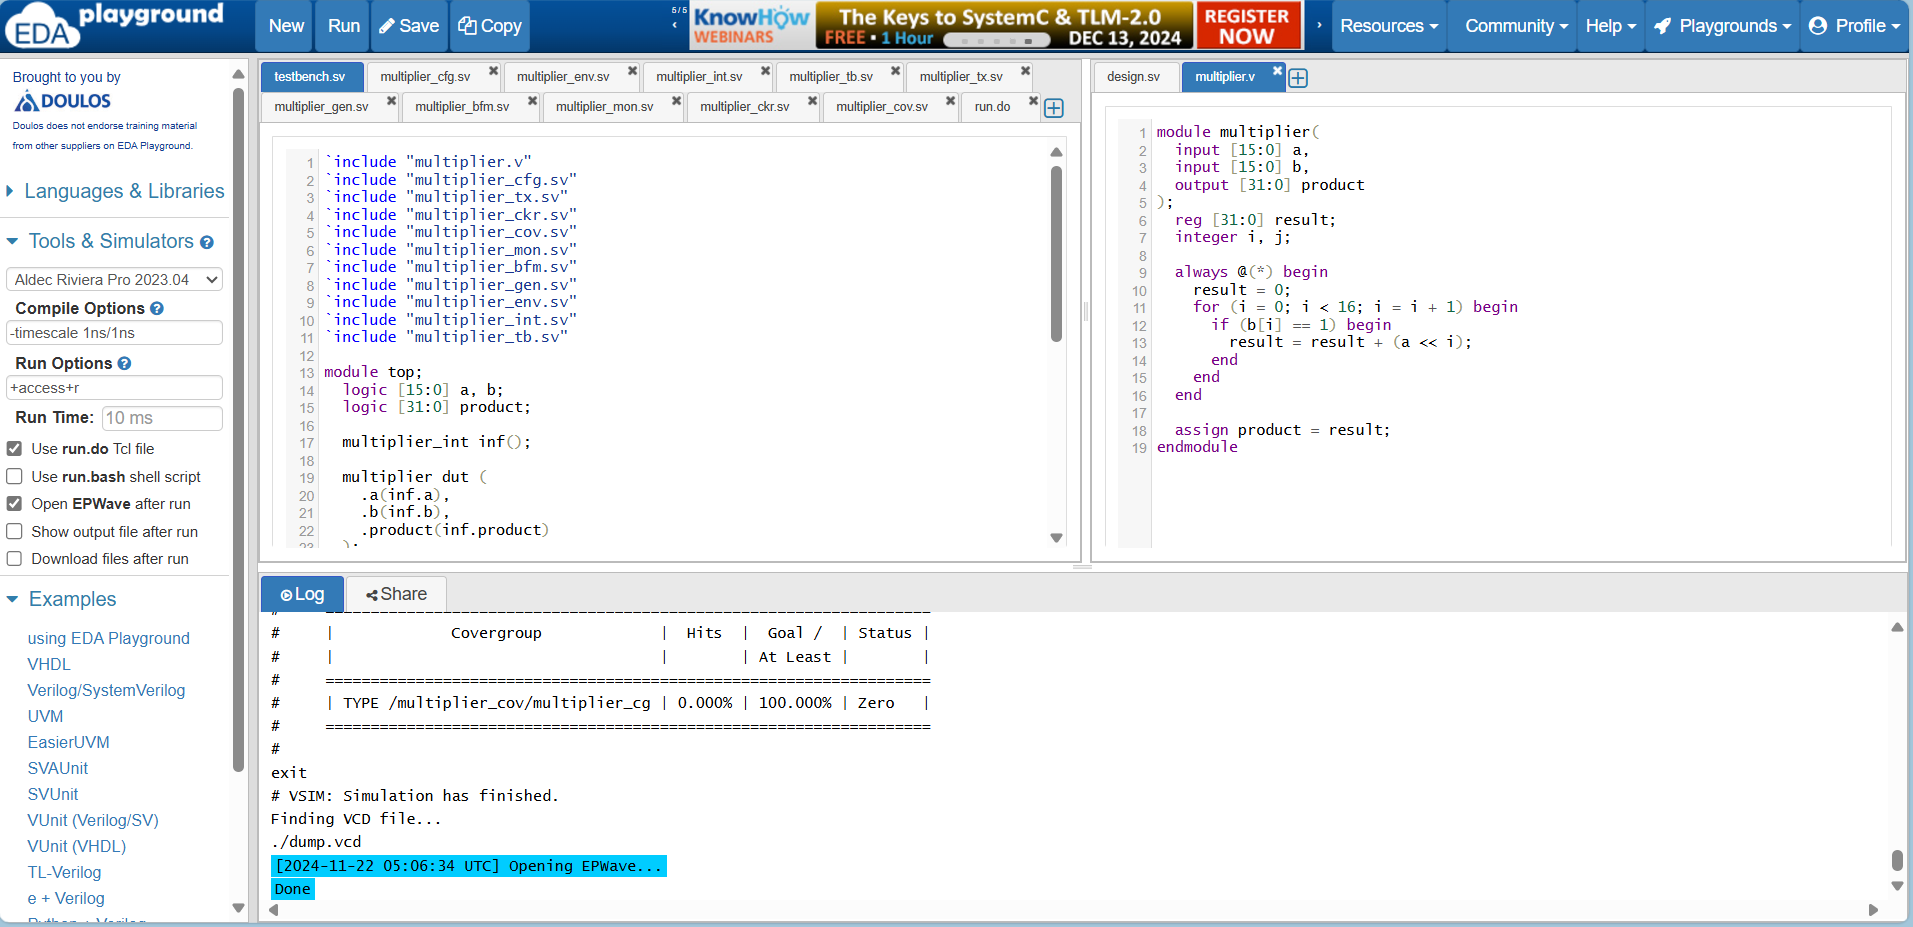 EDA playground
New
Run
Save
Copy
5/5
KnowHow
WEBINARS
The Keys to SystemC & TLM-2.0
FREE • 1 Hour
DEC 13, 2024
REGISTER
NOW
Resources
Community
Help
Playgrounds
Profile
Brought to you by
DOULOS
Doulos does not endorse training material
from other suppliers on EDA Playground.
Languages & Libraries
Tools & Simulators
Aldec Riviera Pro 2023.04
Compile Options
-timescale 1ns/1ns
Run Options
+access+r
Run Time: 10 ms
Use run.do Tcl file
Use run.bash shell script
Open EPWave after run
Show output file after run
Download files after run
Examples
using EDA Playground
VHDL
Verilog/SystemVerilog
UVM
EasierUVM
SVAUnit
SVUnit
VUnit (Verilog/SV)
VUnit (VHDL)
TL-Verilog
e + Verilog
Python + Verilog
testbench.sv multiplier_cfg.sv multiplier_env.sv multiplier_int.sv multiplier_tb.sv multiplier_tx.sv
multiplier_gen.sv multiplier_bfm.sv multiplier_mon.sv multiplier_ckr.sv multiplier_cov.sv run.do
1 `include "multiplier.v"
2 `include "multiplier_cfg.sv"
3 `include "multiplier_tx.sv"
4 `include "multiplier_ckr.sv"
5 `include "multiplier_cov.sv"
6 `include "multiplier_mon.sv"
7 `include "multiplier_bfm.sv"
8 `include "multiplier_gen.sv"
9 `include "multiplier_env.sv"
10 `include "multiplier_int.sv"
11 `include "multiplier_tb.sv"
12
13 module top;
14 logic [15:0] a, b;
15 logic [31:0] product;
16
17 multiplier_int inf();
18
19 multiplier dut (
20 .a(inf.a),
21 .b(inf.b),
22 .product(inf.product)
23 );
design.sv multiplier.v
1 module multiplier(
2 input [15:0] a,
3 input [15:0] b,
4 output [31:0] product
5 );
6 reg [31:0] result;
7 integer i, j;
8
9 always @(*) begin
10 result = 0;
11 for (i = 0; i < 16; i = i + 1) begin
12 if (b[i] == 1) begin
13 result = result + (a << i);
14 end
15 end
16 end
17
18 assign product = result;
19 endmodule
Log
Share
# ===================================================================
# | Covergroup | Hits | Goal / | Status |
# | | | At Least | |
# ===================================================================
# | TYPE /multiplier_cov/multiplier_cg | 0.000% | 100.000% | Zero |
# ===================================================================
#
exit
# VSIM: Simulation has finished.
Finding VCD file...
./dump.vcd
[2024-11-22 05:06:34 UTC] Opening EPWave...
Done